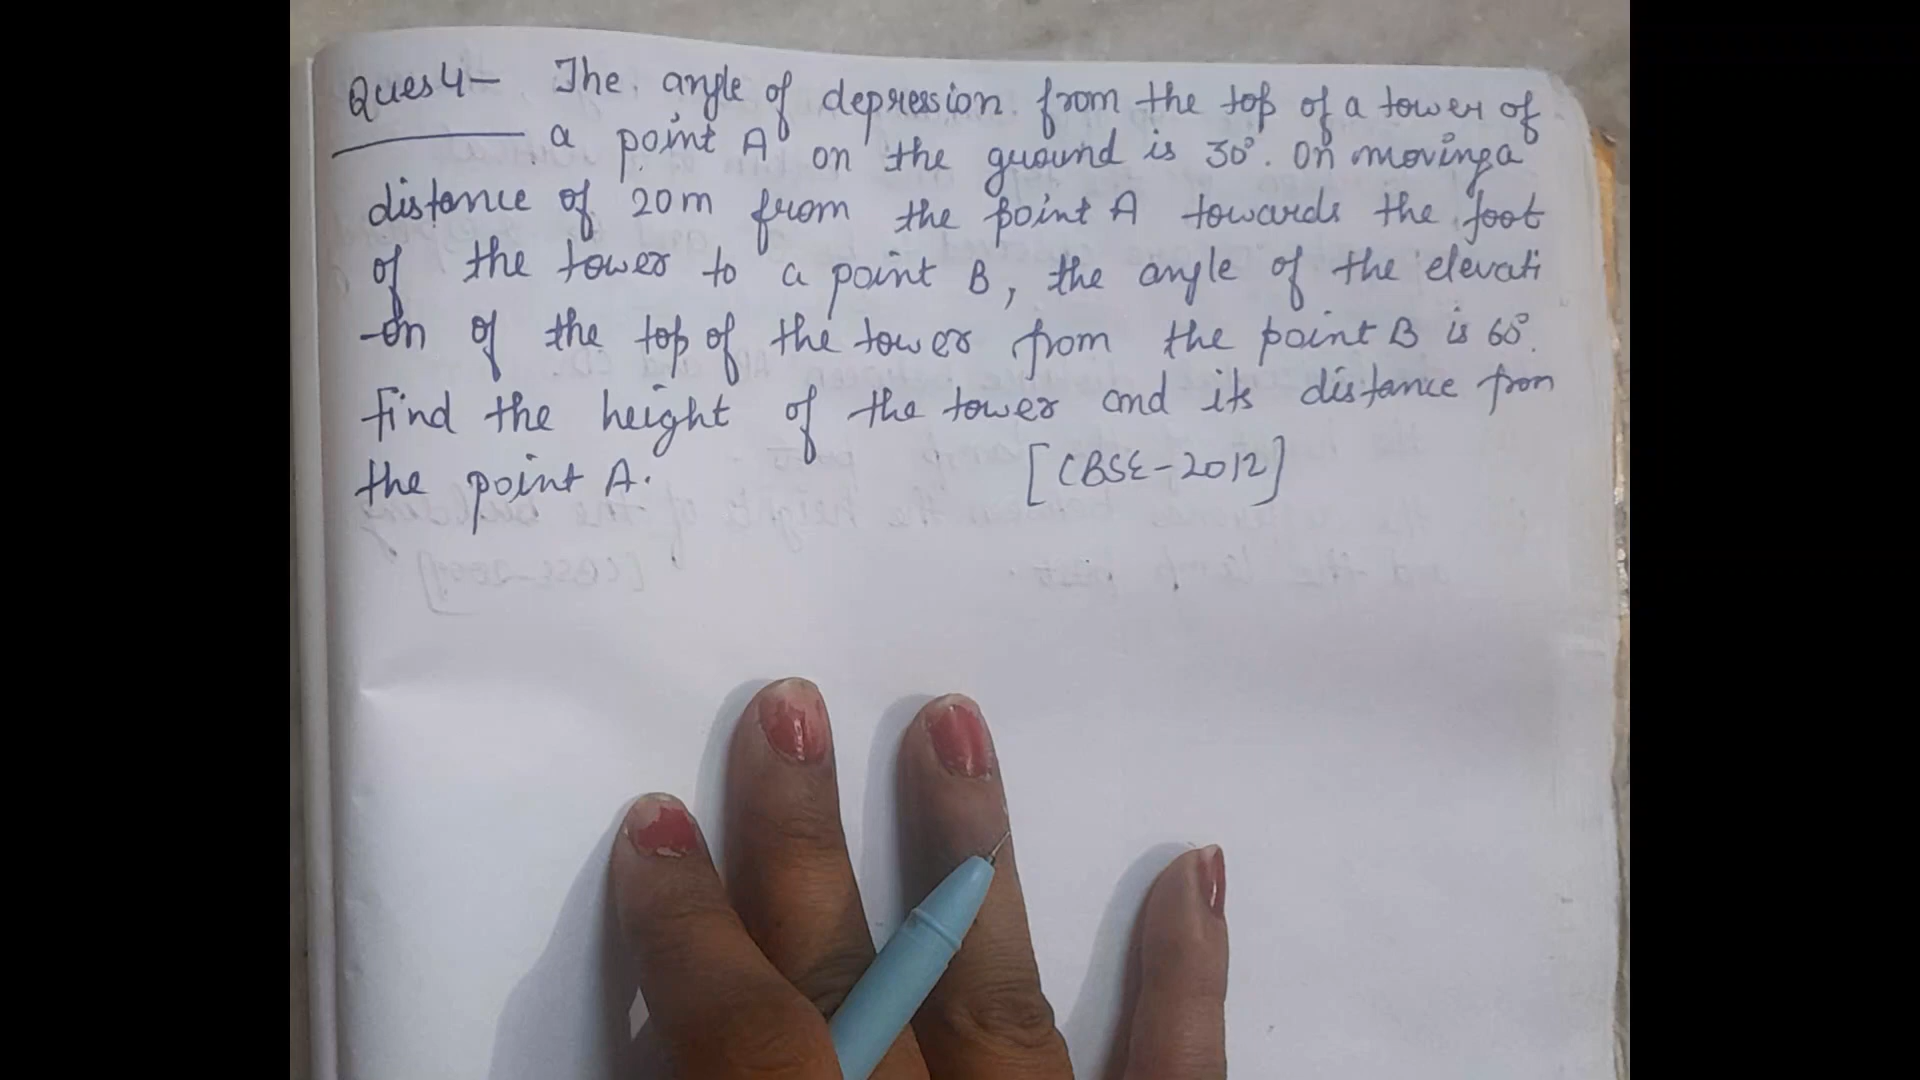 Ques 4- The angle of depression from the top of a tower of
a point A on the ground is 30°. On moving a
distance of 20m from the point A towards the foot
of the tower to a point B, the angle of the elevati
-on of the top of the tower from the point B is 60°.
Find the height of the tower and its distance from
the point A.
[CBSE-2012]